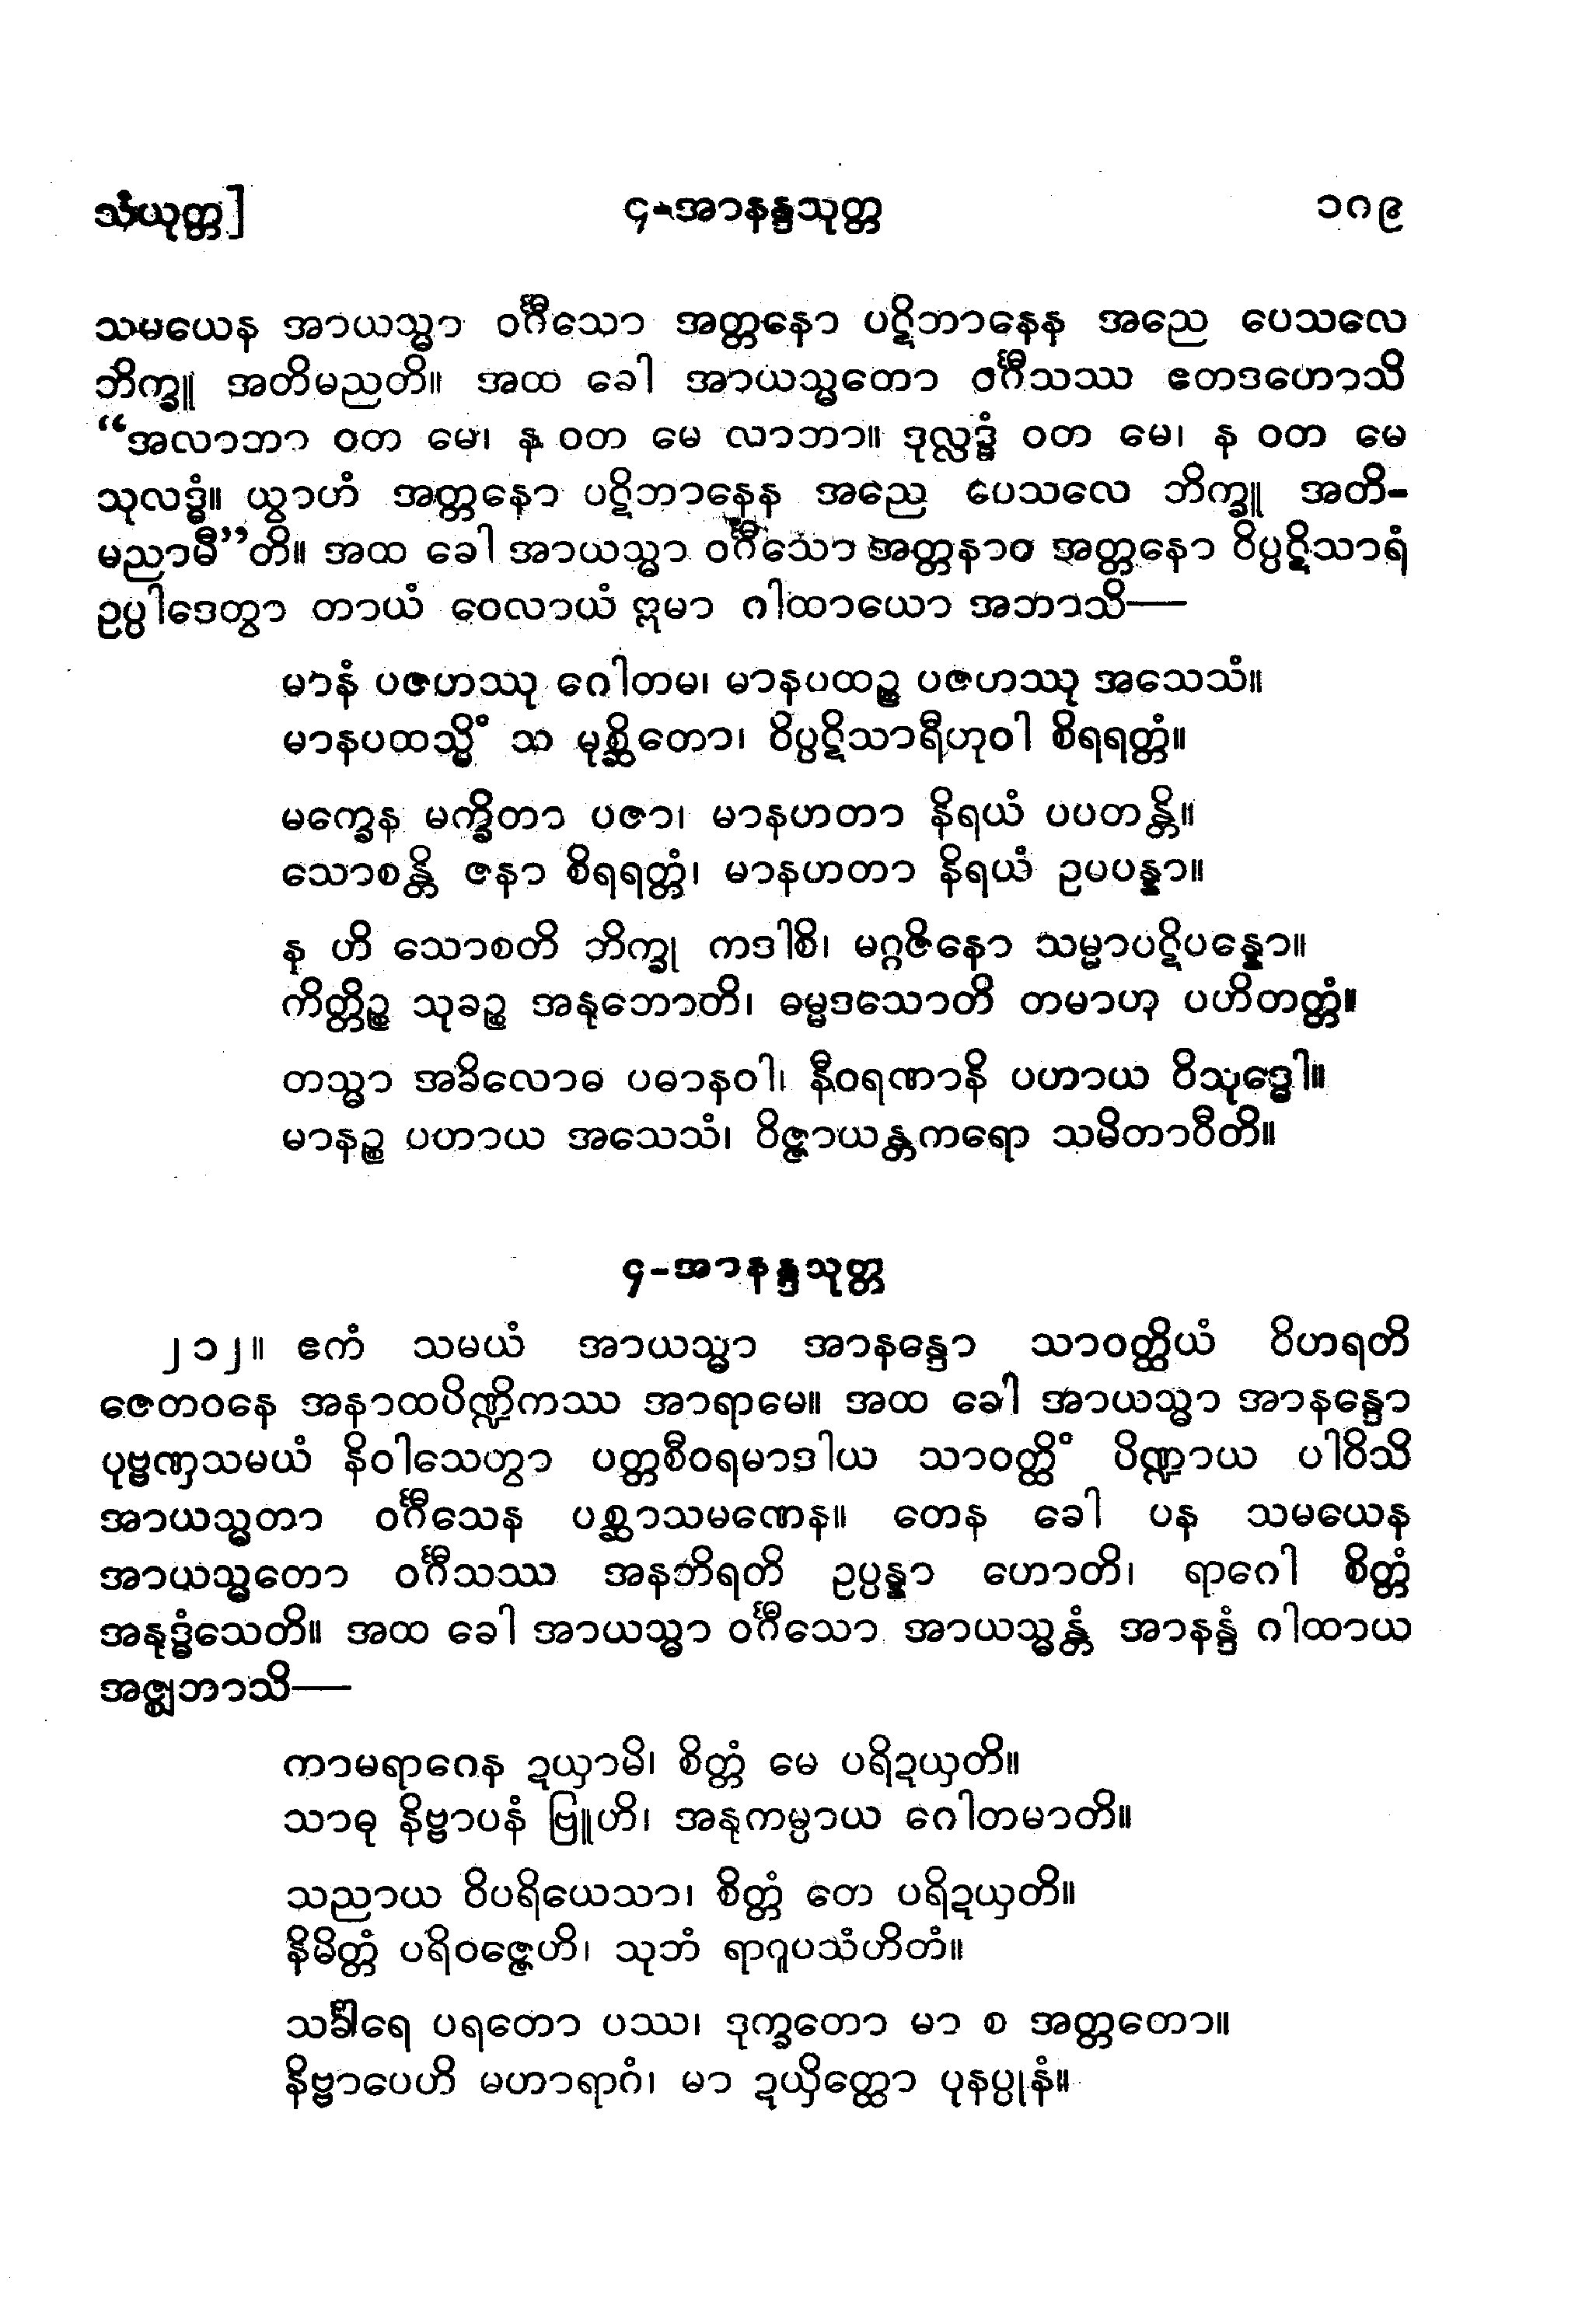 သံယုတ္တ]
၄-အာနန္ဒသုတ္တ
၁၈၉
သမယေန အာယသ္မာ ဝင်္ဂီသော အတ္တနော ပဋိဘာနေန အညေ ပေသလေ
ဘိက္ခူ အတိမညတိ။ အထ ခေါ အာယသ္မတော ဝင်္ဂီသဿ ဧတဒဟောသိ
“အလာဘာ ဝတ မေ၊ န ဝတ မေ လာဘာ။ ဒုလ္လဒ္ဓံ ဝတ မေ၊ န ဝတ မေ
သုလဒ္ဓံ။ ယွာဟံ အတ္တနော ပဋိဘာနေန အညေ ပေသလေ ဘိက္ခူ အတိ-
မညာမီ”တိ။ အထ ခေါ အာယသ္မာ ဝင်္ဂီသော အတ္တနာဝ အတ္တနော ဝိပ္ပဋိသာရံ
ဥပ္ပါဒေတွာ တာယံ ဝေလာယံ ဣမာ ဂါထာယော အဘာသိ—
မာနံ ပဇဟဿု ဂေါတမ၊ မာနပထဉ္စ ပဇဟဿု အသေသံ။
မာနပထသ္မိံ သ မုစ္ဆိတော၊ ဝိပ္ပဋိသာရီဟုဝါ စိရရတ္တံ။
မက္ခေန မက္ခိတာ ပဇာ၊ မာနဟတာ နိရယံ ပပတန္တိ။
သောစန္တိ ဇနာ စိရရတ္တံ၊ မာနဟတာ နိရယံ ဥပပန္နာ။
န ဟိ သောစတိ ဘိက္ခု ကဒါစိ၊ မဂ္ဂဇိနော သမ္မာပဋိပန္နော။
ကိတ္တိဉ္စ သုခဉ္စ အနုဘောတိ၊ ဓမ္မဒသောတိ တမာဟု ပဟိတတ္တံ။
တသ္မာ အခိလောဓ ပဓာနဝါ၊ နီဝရဏာနိ ပဟာယ ဝိသုဒ္ဓေါ။
မာနဉ္စ ပဟာယ အသေသံ၊ ဝိဇ္ဇာယန္တကရော သမိတာဝီတိ။
၄-အာနန္ဒသုတ္တ
၂၁၂။ ဧကံ သမယံ အာယသ္မာ အာနန္ဒော သာဝတ္ထိယံ ဝိဟရတိ
ဇေတဝနေ အနာထပိဏ္ဍိကဿ အာရာမေ။ အထ ခေါ အာယသ္မာ အာနန္ဒော
ပုဗ္ဗဏှသမယံ နိဝါသေတွာ ပတ္တစီဝရမာဒါယ သာဝတ္ထိံ ပိဏ္ဍာယ ပါဝိသိ
အာယသ္မတာ ဝင်္ဂီသေန ပစ္ဆာသမဏေန။ တေန ခေါ ပန သမယေန
အာယသ္မတော ဝင်္ဂီသဿ အနဘိရတိ ဥပ္ပန္နာ ဟောတိ၊ ရာဂေါ စိတ္တံ
အနုဒ္ဓံသေတိ။ အထ ခေါ အာယသ္မာ ဝင်္ဂီသော အာယသ္မန္တံ အာနန္ဒံ ဂါထာယ
အဇ္ဈဘာသိ—
ကာမရာဂေန ဍယှာမိ၊ စိတ္တံ မေ ပရိဍယှတိ။
သာဓု နိဗ္ဗာပနံ ဗြူဟိ၊ အနုကမ္ပာယ ဂေါတမာတိ။
သညာယ ဝိပရိယေသာ၊ စိတ္တံ တေ ပရိဍယှတိ။
နိမိတ္တံ ပရိဝဇ္ဇေဟိ၊ သုဘံ ရာဂူပသံဟိတံ။
သင်္ခါရေ ပရတော ပဿ၊ ဒုက္ခတော မာ စ အတ္တတော။
နိဗ္ဗာပေဟိ မဟာရာဂံ၊ မာ ဍယှိတ္ထော ပုနပ္ပုနံ။